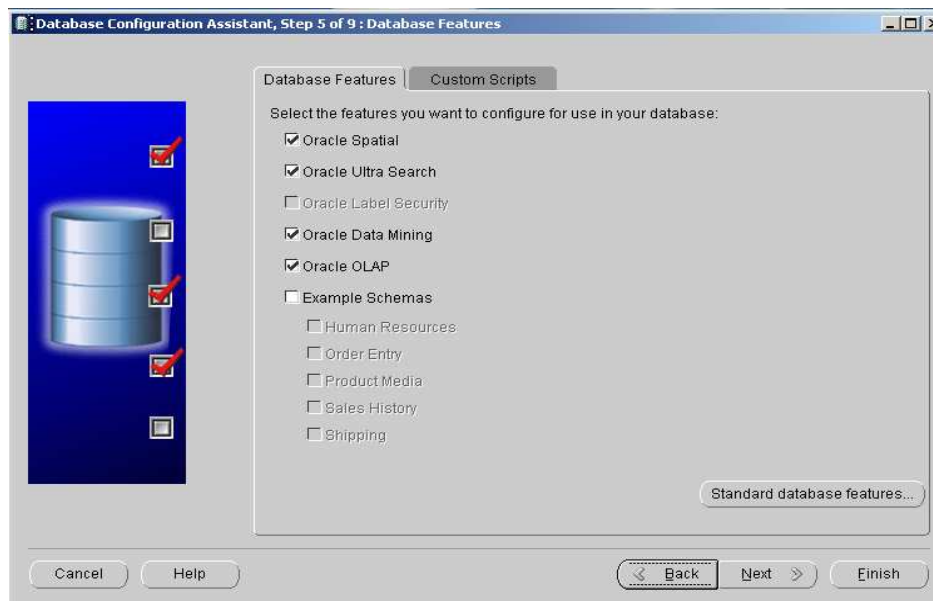 Database Configuration Assistant, Step 5 of 9 : Database Features
Database Features
Custom Scripts
Select the features you want to configure for use in your database:
Oracle Spatial
Oracle Ultra Search
Oracle Label Security
Oracle Data Mining
Oracle OLAP
Example Schemas
Human Resources
Order Entry
Product Media
Sales History
Shipping
Standard database features...
Cancel
Help
Back
Next
Finish